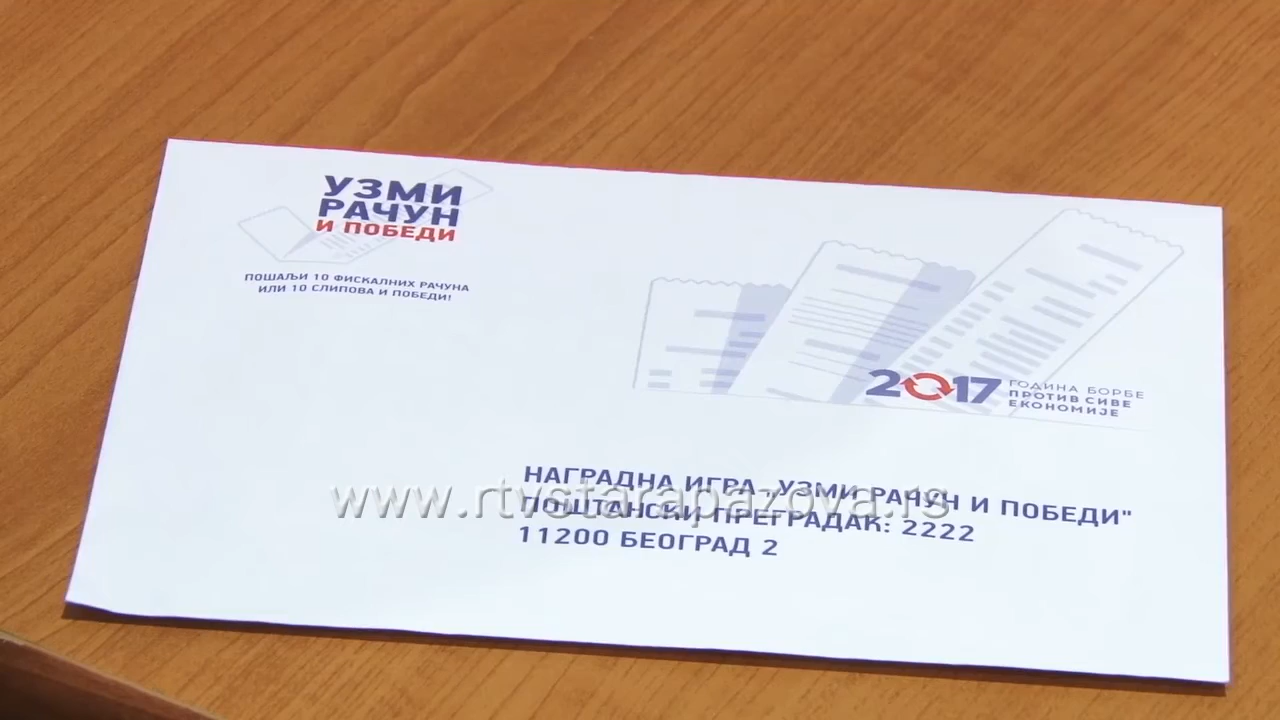 УЗМИ
РАЧУН
И ПОБЕДИ
ПОШАЉИ 10 ФИСКАЛНИХ РАЧУНА
ИЛИ 10 СЛИПОВА И ПОБЕДИ!
2017 ГОДИНА БОРБЕ
ПРОТИВ СИВЕ
ЕКОНОМИЈЕ
НАГРАДНА ИГРА „УЗМИ РАЧУН И ПОБЕДИ"
www.rtvstarapazova.rs
ПОШТАНСКИ ПРЕГРАДАК: 2222
11200 БЕОГРАД 2